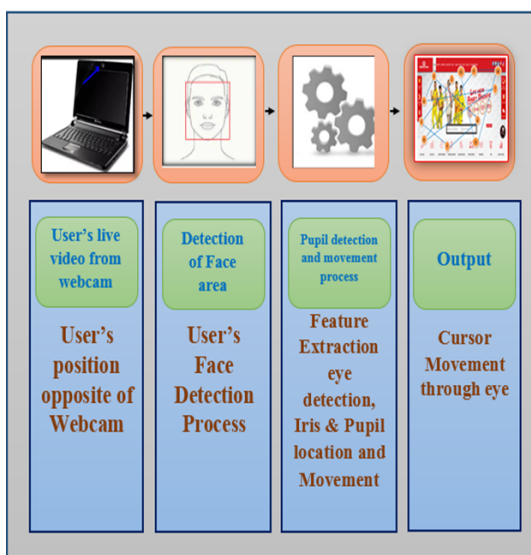 User's live
video from
webcam
User's
position
opposite of
Webcam
Detection
of Face
area
User's
Face
Detection
Process
Pupil detection
and movement
process
Feature
Extraction
eye
detection,
Iris & Pupil
location and
Movement
Output
Cursor
Movement
through eye